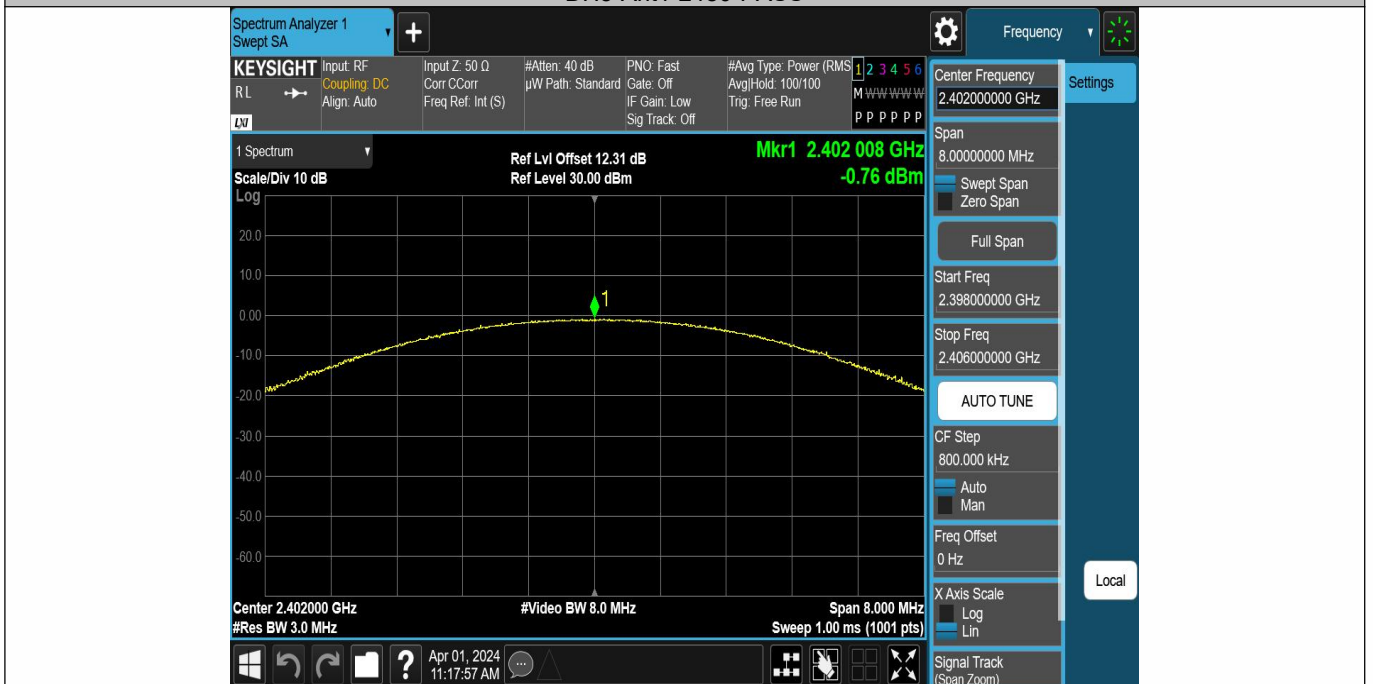 Spectrum Analyzer 1
Swept SA
Frequency
KEYSIGHT
RL
LXI
Input: RF
Coupling: DC
Align: Auto
Input Z: 50 Ω
Corr CCorr
Freq Ref: Int (S)
#Atten: 40 dB
µW Path: Standard
PNO: Fast
Gate: Off
IF Gain: Low
Sig Track: Off
#Avg Type: Power (RMS
Avg|Hold: 100/100
Trig: Free Run
1 2 3 4 5 6
M W W W W W
P P P P P P
Center Frequency
2.402000000 GHz
Settings
Span
8.00000000 MHz
Swept Span
Zero Span
Full Span
Start Freq
2.398000000 GHz
Stop Freq
2.406000000 GHz
AUTO TUNE
CF Step
800.000 kHz
Auto
Man
Freq Offset
0 Hz
X Axis Scale
Log
Lin
Signal Track
(Span Zoom)
Local
1 Spectrum
Scale/Div 10 dB
Ref Lvl Offset 12.31 dB
Ref Level 30.00 dBm
Mkr1 2.402 008 GHz
-0.76 dBm
Log
20.0
10.0
0.00
-10.0
-20.0
-30.0
-40.0
-50.0
-60.0
1
Center 2.402000 GHz
#Video BW 8.0 MHz
Span 8.000 MHz
#Res BW 3.0 MHz
Sweep 1.00 ms (1001 pts)
Apr 01, 2024
11:17:57 AM